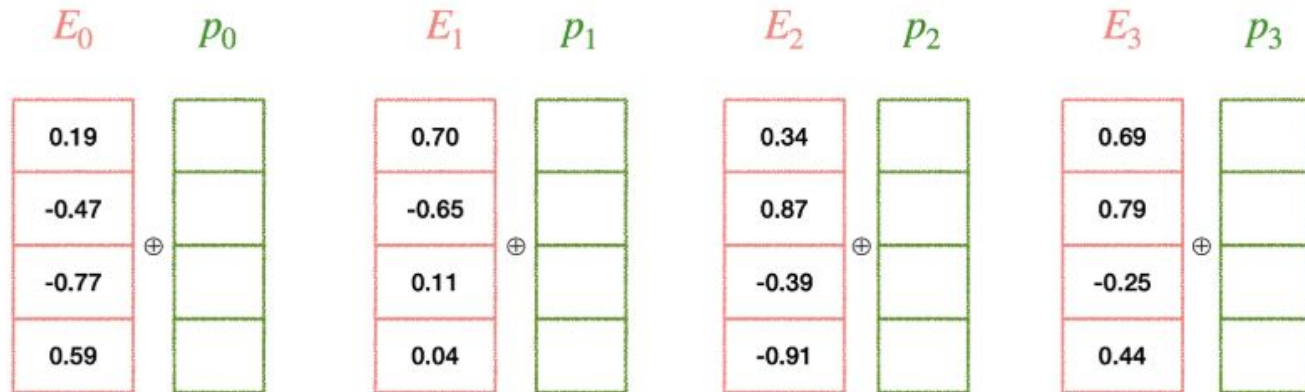 E₀ p₀ E₁ p₁ E₂ p₂ E₃ p₃
0.19 0.70 0.34 0.69
-0.47 -0.65 0.87 0.79
⊕ ⊕ ⊕ ⊕
-0.77 0.11 -0.39 -0.25
0.59 0.04 -0.91 0.44